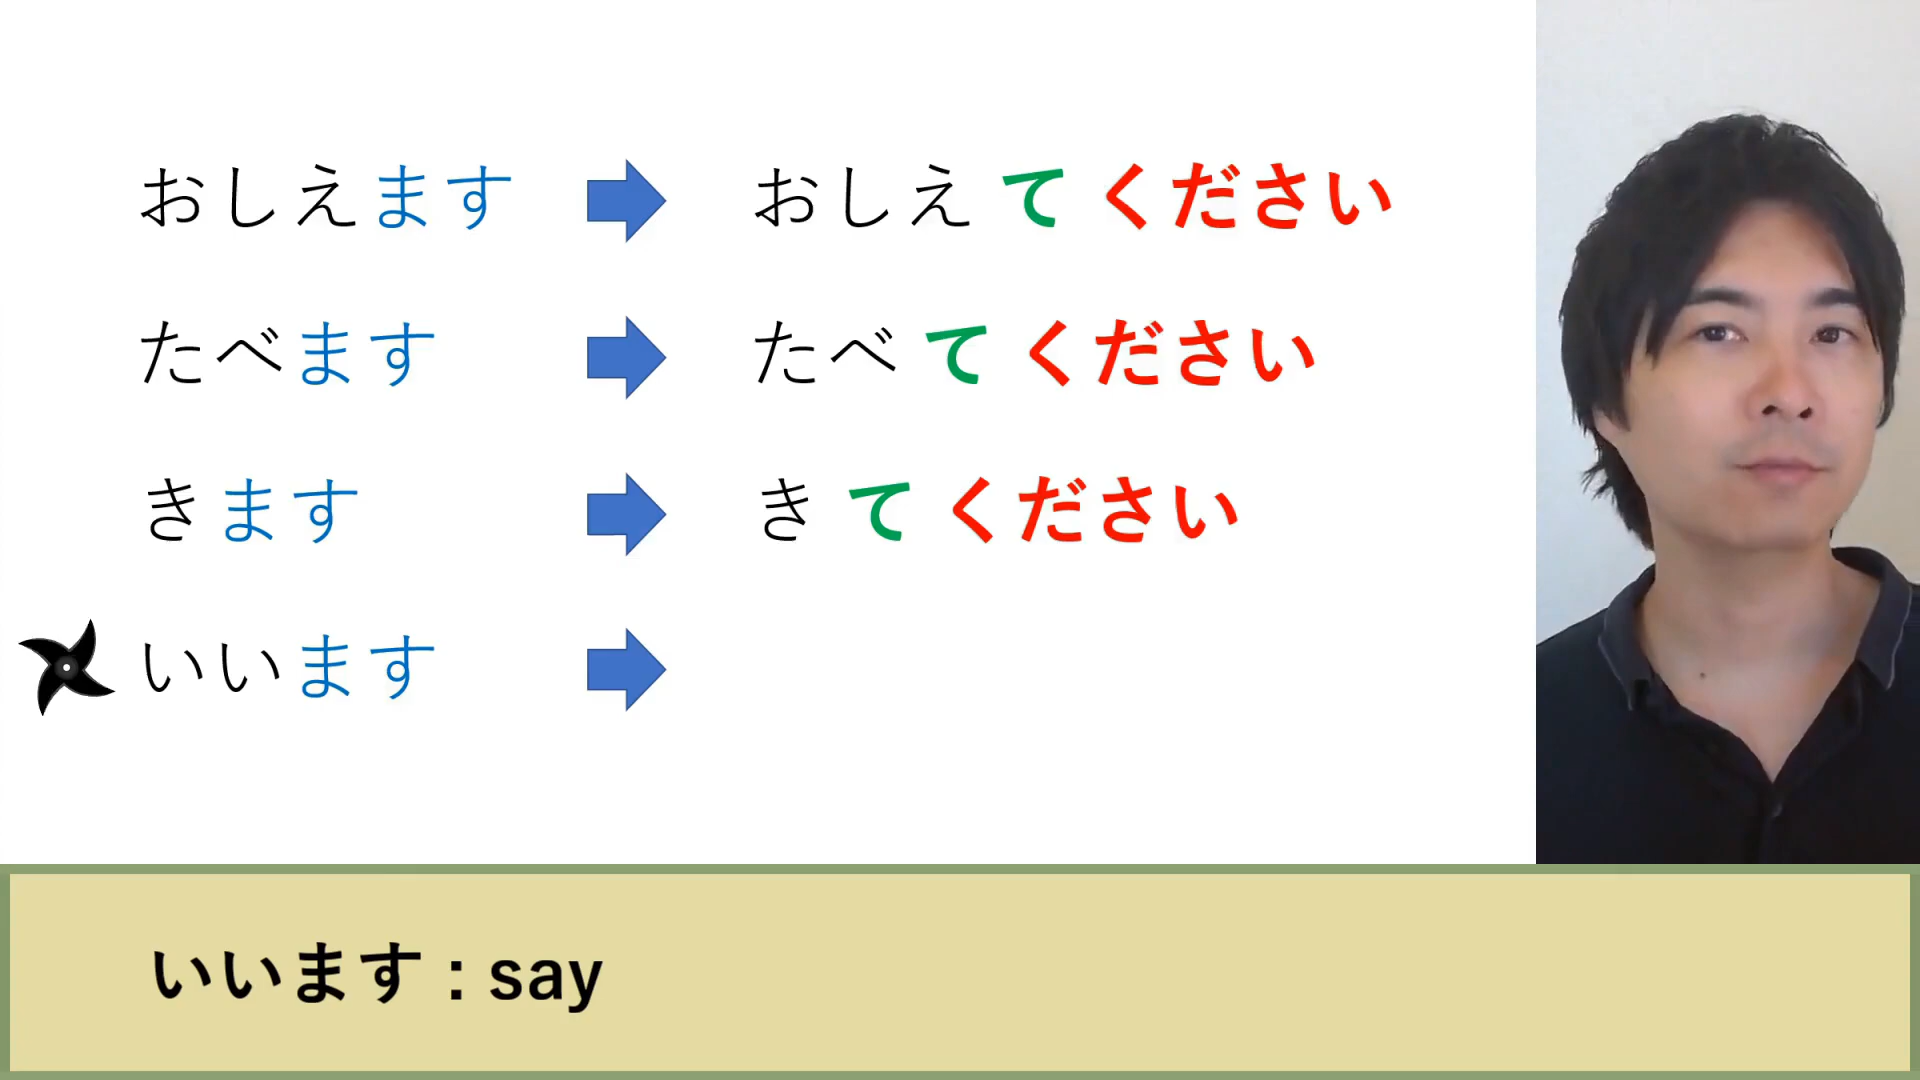 おしえます おしえ て ください
たべます たべ て ください
きます き て ください
いいます
いいます : say